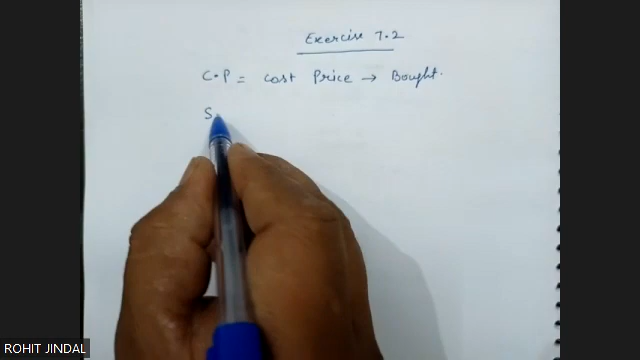 Exercise 7.2
C.P = Cost Price → Bought.
S
ROHIT JINDAL